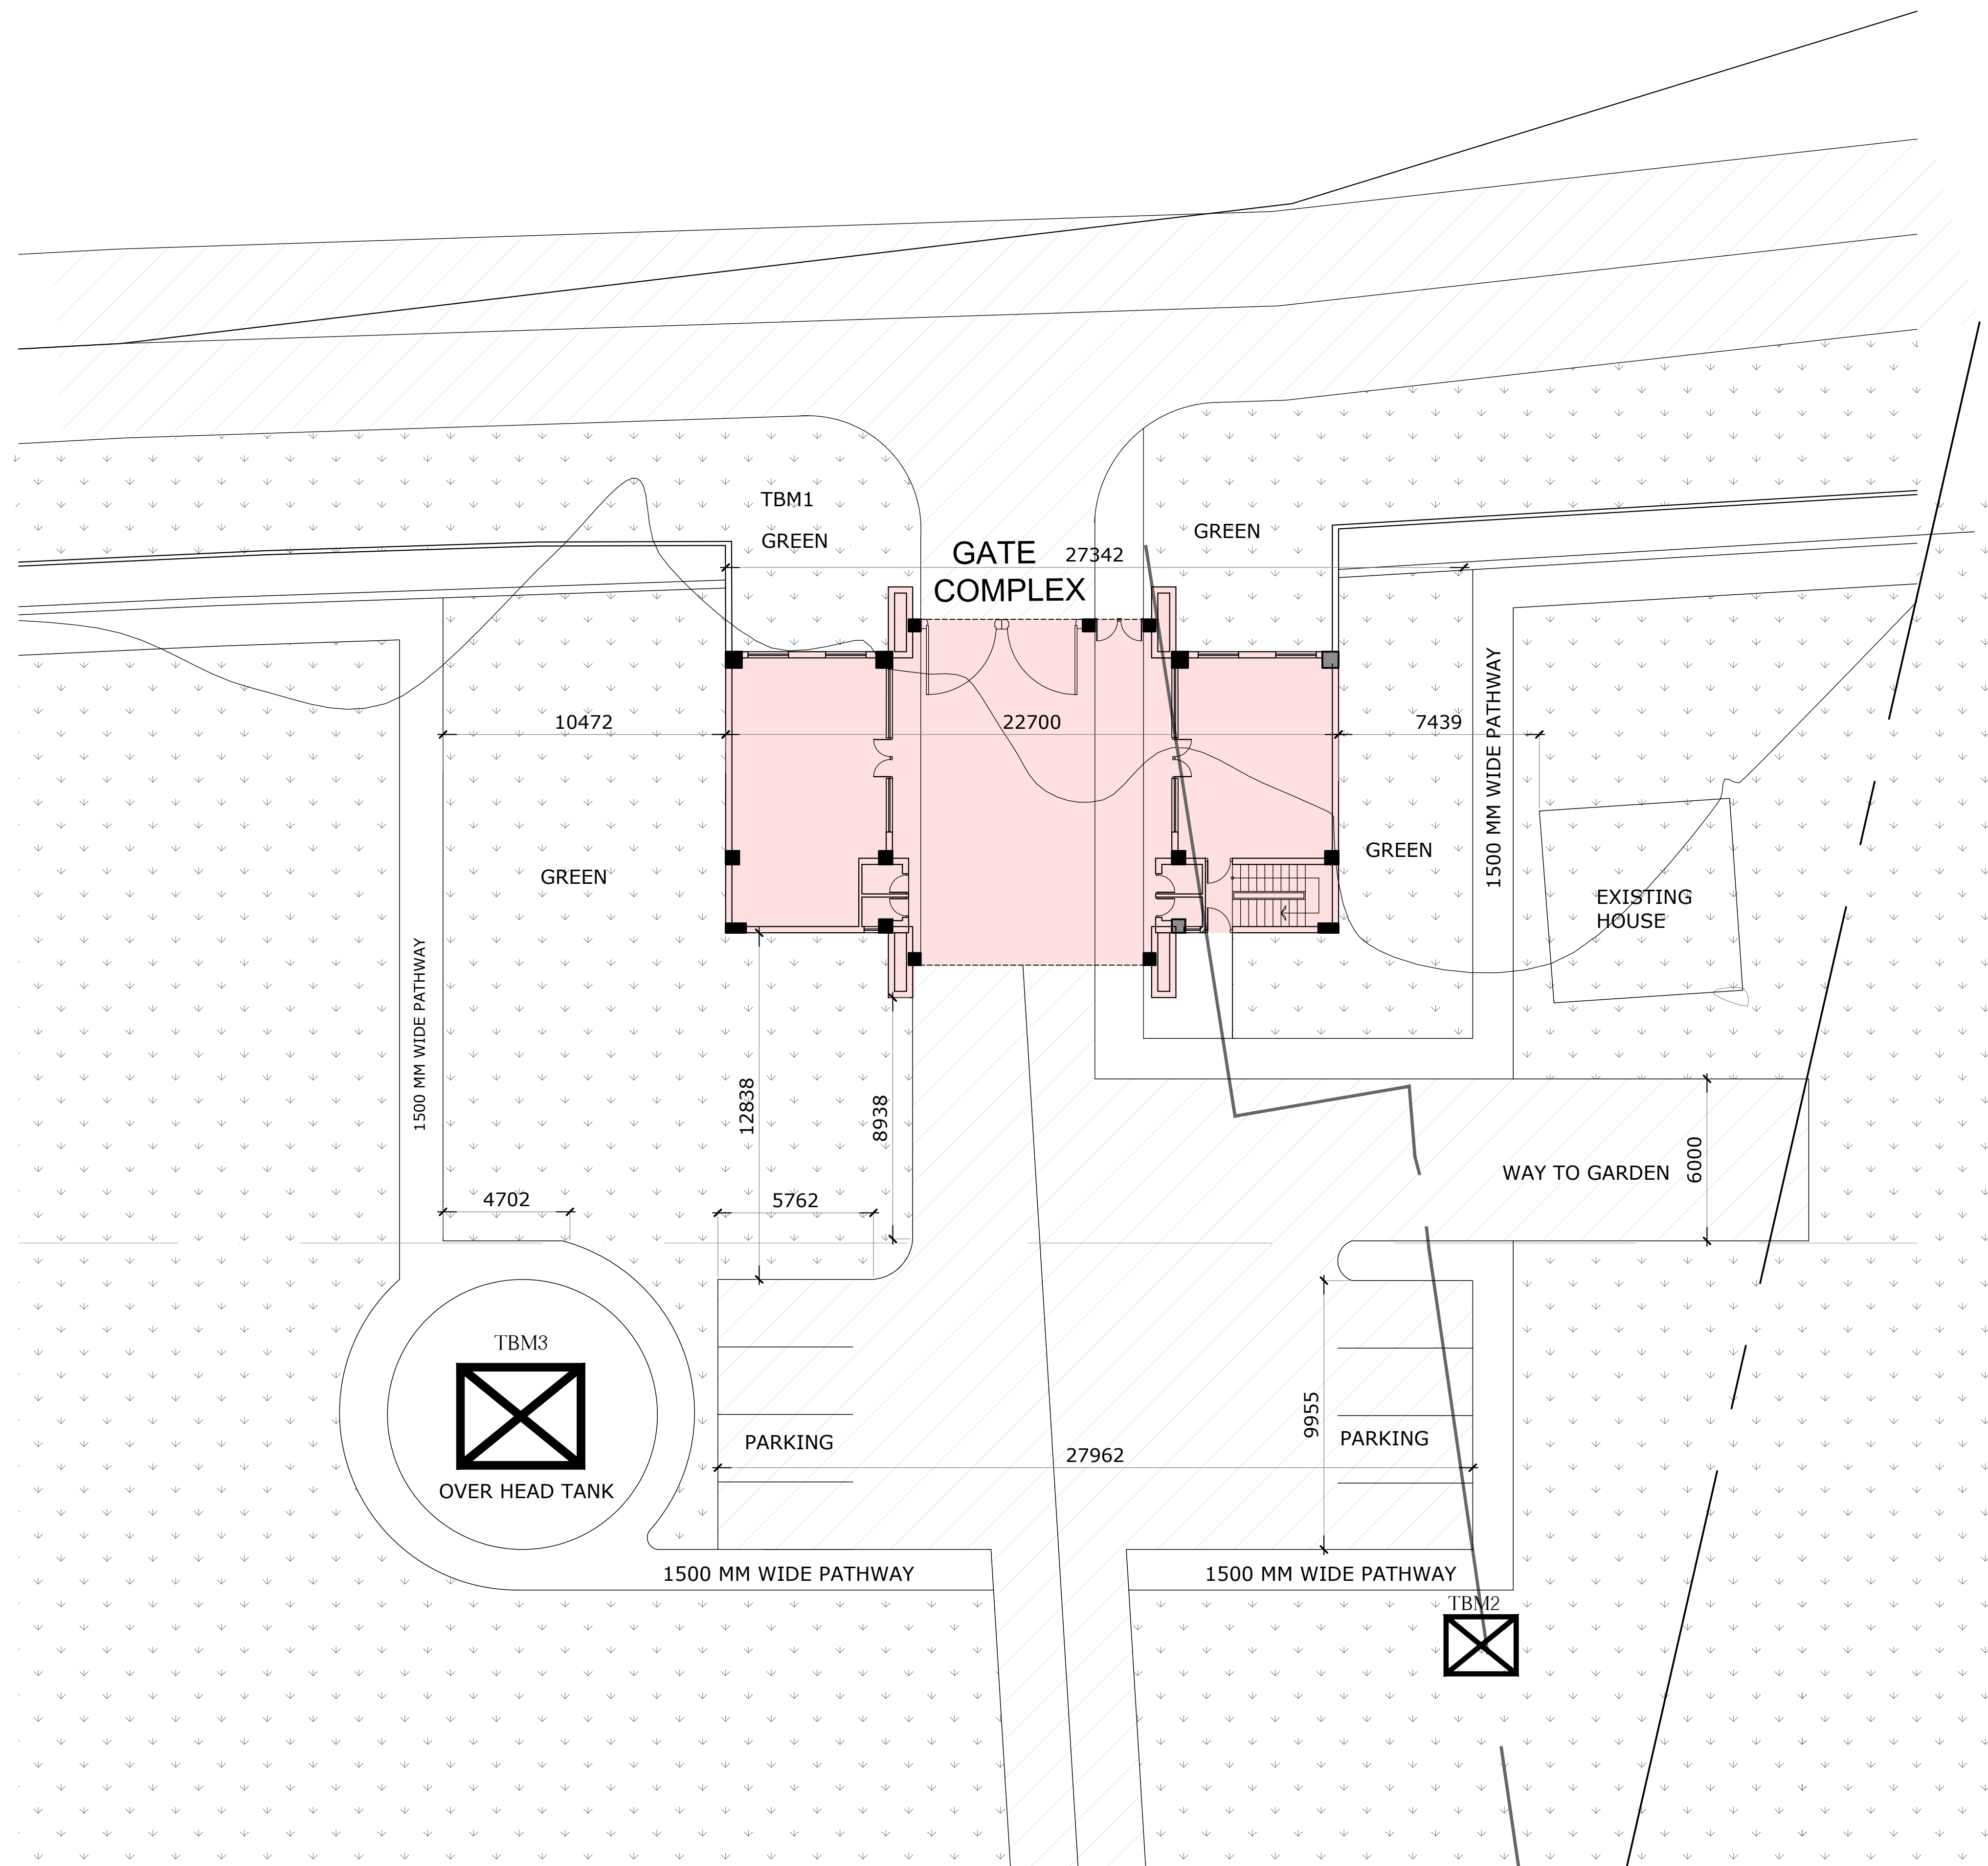 TBM1
GREEN
GREEN
GATE
COMPLEX
27342
10472
22700
7439
1500 MM WIDE PATHWAY
GREEN
GREEN
EXISTING
HOUSE
1500 MM WIDE PATHWAY
12838
8938
WAY TO GARDEN
6000
4702
5762
TBM3
OVER HEAD TANK
PARKING
27962
9955
PARKING
1500 MM WIDE PATHWAY
1500 MM WIDE PATHWAY
TBM2